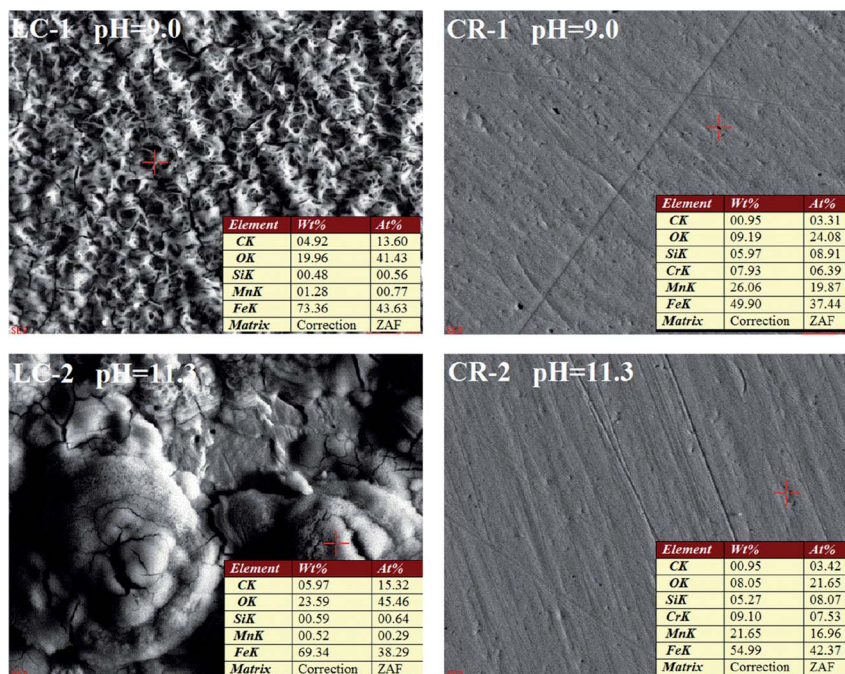 LC-1 pH=9.0
Element Wt% At%
CK 04.92 13.60
OK 19.96 41.43
SiK 00.48 00.56
MnK 01.28 00.77
FeK 73.36 43.63
Matrix Correction ZAF
CR-1 pH=9.0
Element Wt% At%
CK 00.95 03.31
OK 09.19 24.08
SiK 05.97 08.91
CrK 07.93 06.39
MnK 26.06 19.87
FeK 49.90 37.44
Matrix Correction ZAF
LC-2 pH=11.3
Element Wt% At%
CK 05.97 15.32
OK 23.59 45.46
SiK 00.59 00.64
MnK 00.52 00.29
FeK 69.34 38.29
Matrix Correction ZAF
CR-2 pH=11.3
Element Wt% At%
CK 00.95 03.42
OK 08.05 21.65
SiK 05.27 08.07
CrK 09.10 07.53
MnK 21.65 16.96
FeK 54.99 42.37
Matrix Correction ZAF